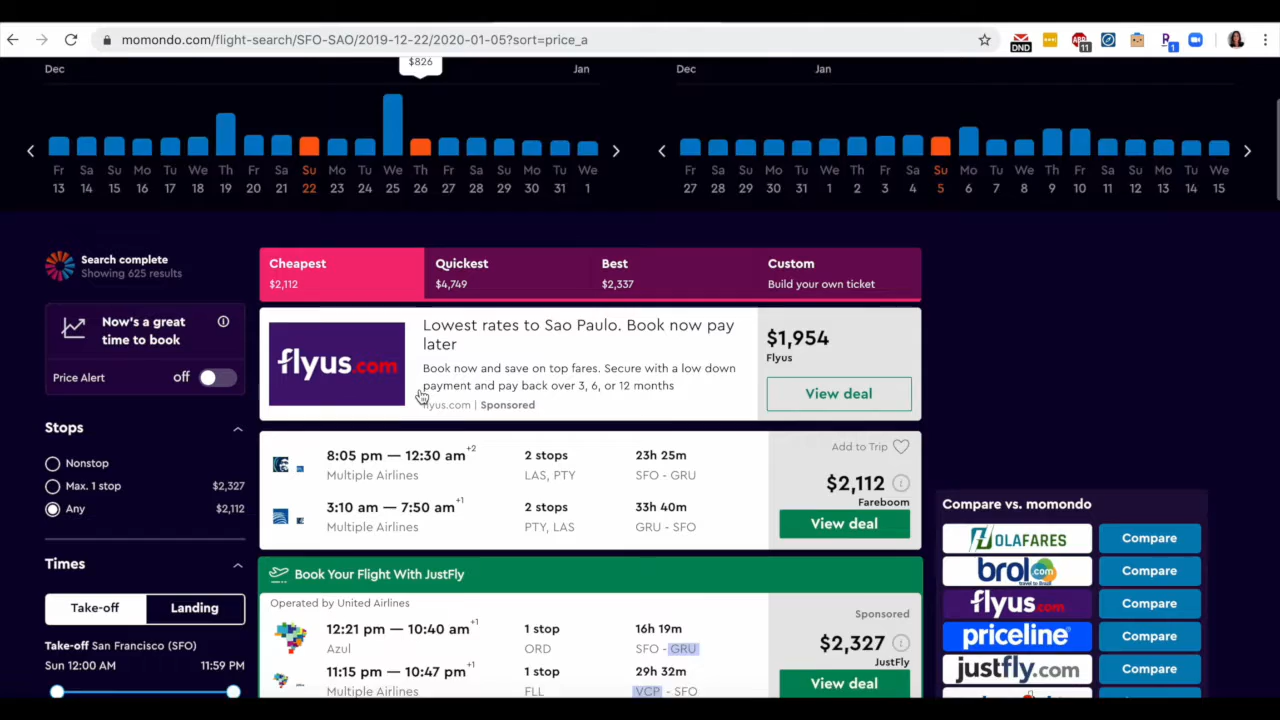 momondo.com/flight-search/SFO-SAO/2019-12-22/2020-01-05?sort=price_a
DND
ABP
11
R
1
$826
Dec Jan
Fr Sa Su Mo Tu We Th Fr Sa Su Mo Tu We Th Fr Sa Su Mo Tu We
13 14 15 16 17 18 19 20 21 22 23 24 25 26 27 28 29 30 31 1
Dec Jan
Fr Sa Su Mo Tu We Th Fr Sa Su Mo Tu We Th Fr Sa Su Mo Tu We
27 28 29 30 31 1 2 3 4 5 6 7 8 9 10 11 12 13 14 15
Search complete
Showing 625 results
Now's a great
time to book
Price Alert off
Stops
Nonstop
Max. 1 stop $2,327
Any $2,112
Times
Take-off Landing
Take-off San Francisco (SFO)
Sun 12:00 AM 11:59 PM
Cheapest Quickest Best Custom
$2,112 $4,749 $2,337 Build your own ticket
flyus.com
Lowest rates to Sao Paulo. Book now pay
later
Book now and save on top fares. Secure with a low down
payment and pay back over 3, 6, or 12 months
flyus.com | Sponsored
$1,954
Flyus
View deal
8:05 pm — 12:30 am+2 2 stops 23h 25m
Multiple Airlines LAS, PTY SFO - GRU
3:10 am — 7:50 am+1 2 stops 33h 40m
Multiple Airlines PTY, LAS GRU - SFO
Add to Trip
$2,112
Fareboom
View deal
Book Your Flight With JustFly
Operated by United Airlines
12:21 pm — 10:40 am+1 1 stop 16h 19m
Azul ORD SFO - GRU
11:15 pm — 10:47 pm+1 1 stop 29h 32m
Multiple Airlines FLL VCP - SFO
Sponsored
$2,327
JustFly
View deal
Compare vs. momondo
HOLAFARES Compare
brol.com Compare
travel to Brazil
flyus.com Compare
priceline Compare
justfly.com Compare